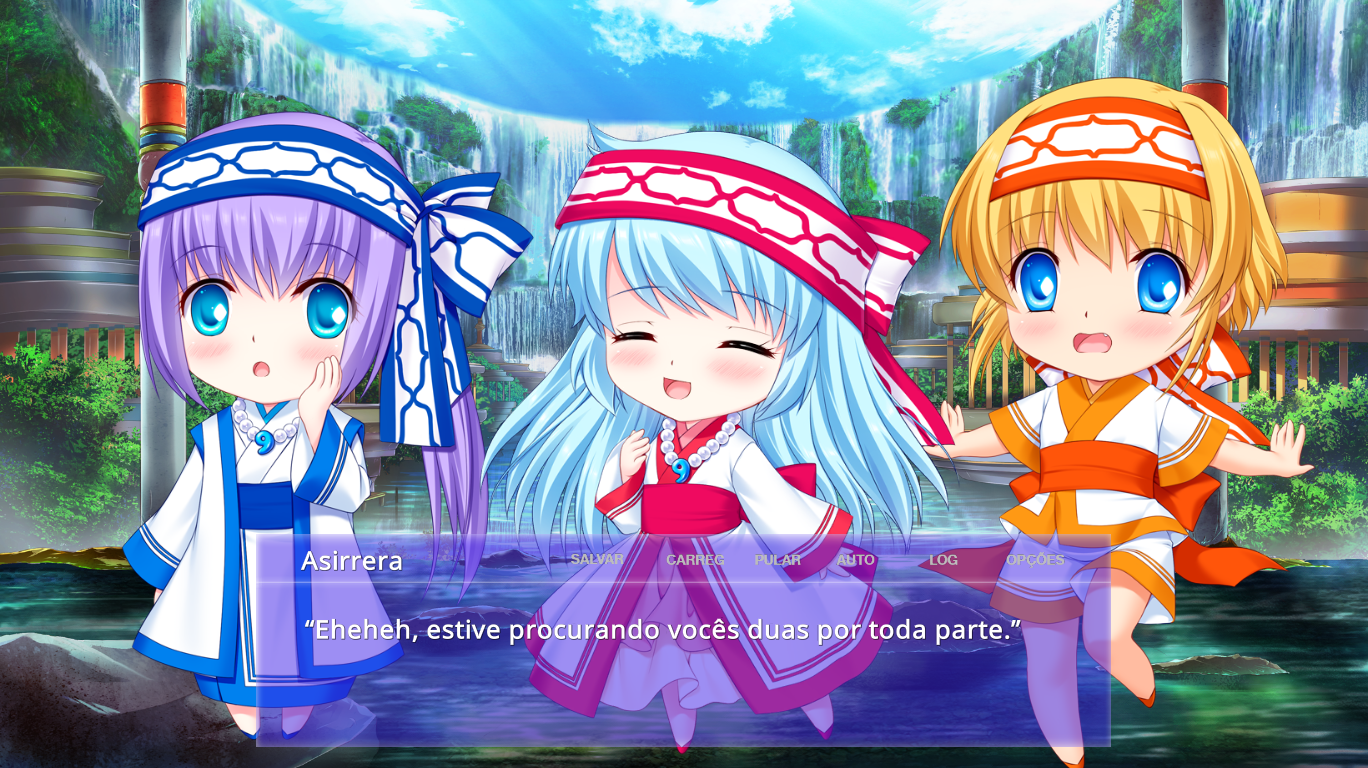 Asirrera
SALVAR CARREG PULAR AUTO LOG OPÇÕES
“Eheheh, estive procurando vocês duas por toda parte.”